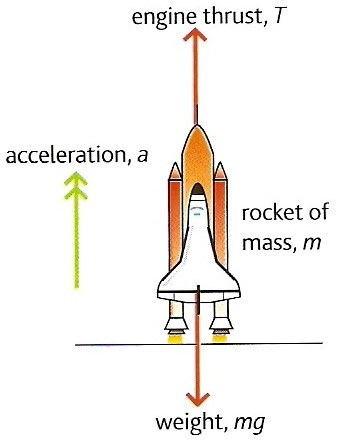 engine thrust, T
acceleration, a
rocket of
mass, m
weight, mg